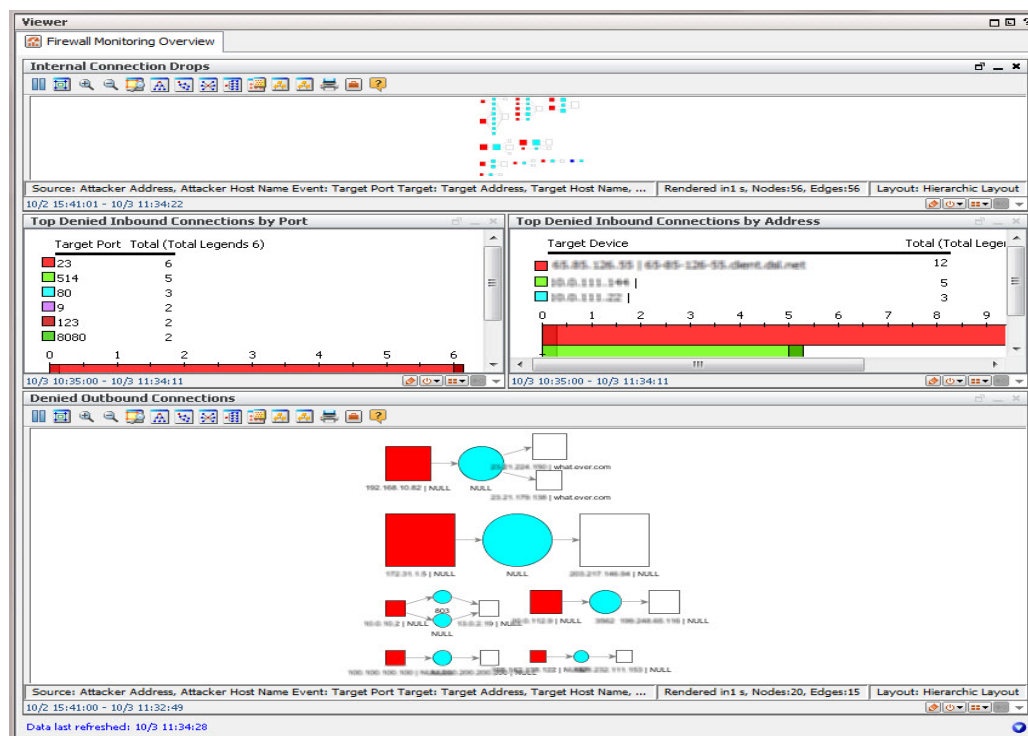 Viewer
Firewall Monitoring Overview
Internal Connection Drops
Source: Attacker Address, Attacker Host Name Event: Target Port Target: Target Address, Target Host Name, ...
Rendered in1 s, Nodes:56, Edges:56
Layout: Hierarchic Layout
10/2 15:41:01 - 10/3 11:34:22
Top Denied Inbound Connections by Port
Target Port Total (Total Legends 6)
23 6
514 5
80 3
9 2
123 2
8080 2
0 1 2 3 4 5 6
10/3 10:35:00 - 10/3 11:34:11
Top Denied Inbound Connections by Address
Target Device Total (Total Leger
12
| 5
| 3
0 1 2 3 4 5 6 7 8 9
10/3 10:35:00 - 10/3 11:34:11
Denied Outbound Connections
| what.ever.com
192.168.10.82 | NULL
NULL
| what.ever.com
| NULL
NULL
| NULL
803
| NULL
| NULL
NULL
| NULL
| NULL
| NULL
Source: Attacker Address, Attacker Host Name Event: Target Port Target: Target Address, Target Host Name, ...
Rendered in1 s, Nodes:20, Edges:15
Layout: Hierarchic Layout
10/2 15:41:00 - 10/3 11:32:49
Data last refreshed: 10/3 11:34:28